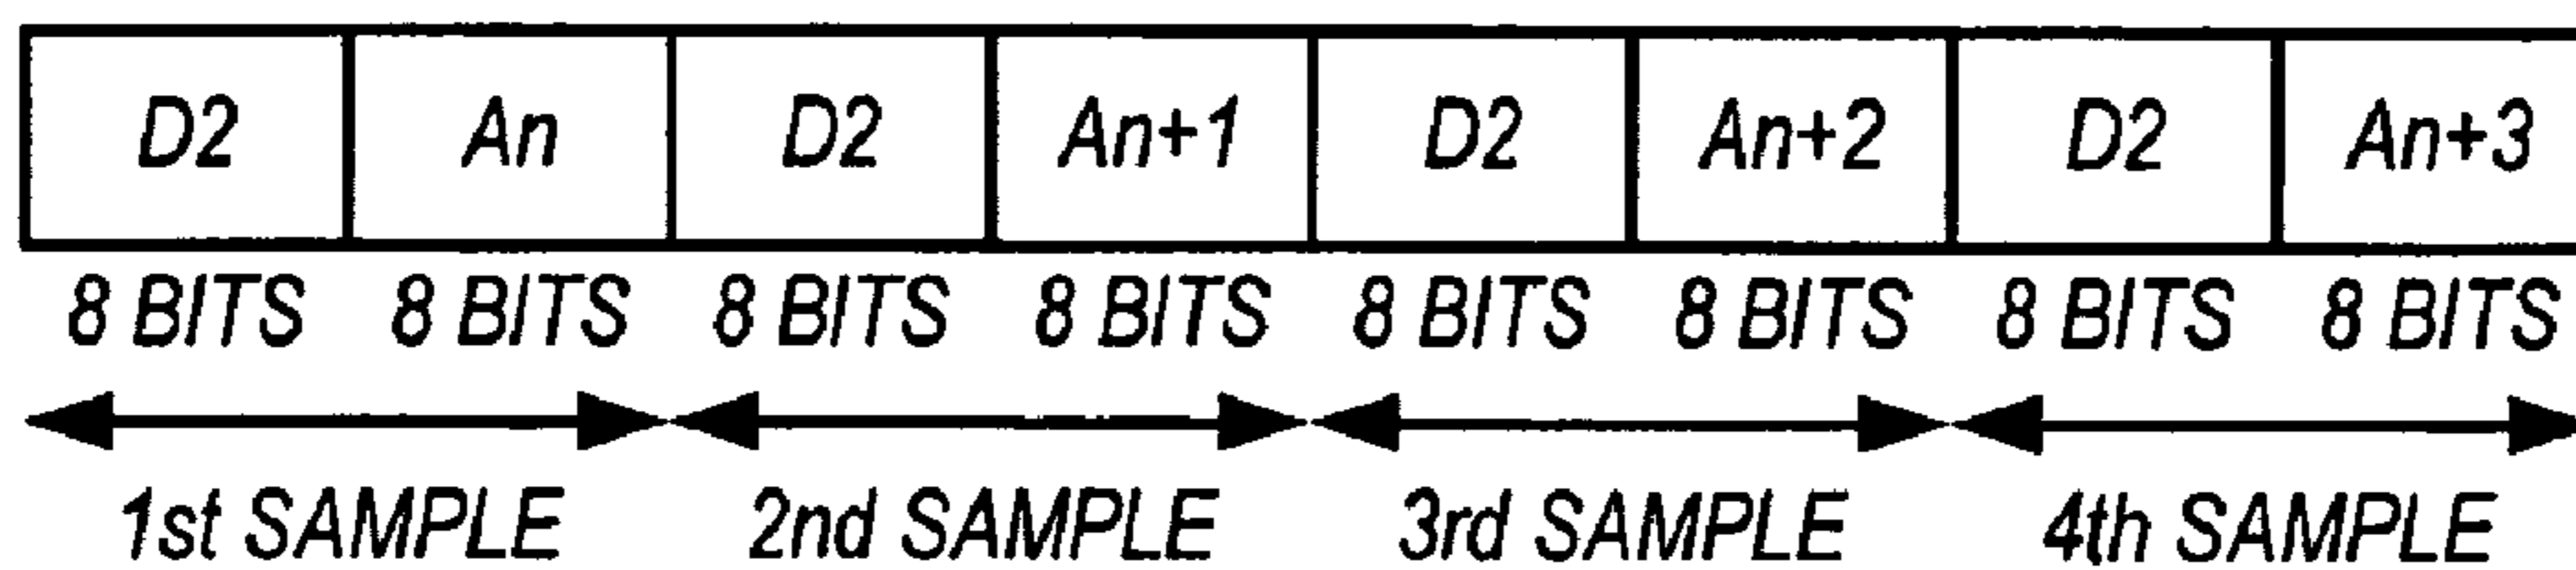 D2 An D2 An+1 D2 An+2 D2 An+3
8 BITS 8 BITS 8 BITS 8 BITS 8 BITS 8 BITS 8 BITS 8 BITS
1st SAMPLE 2nd SAMPLE 3rd SAMPLE 4th SAMPLE